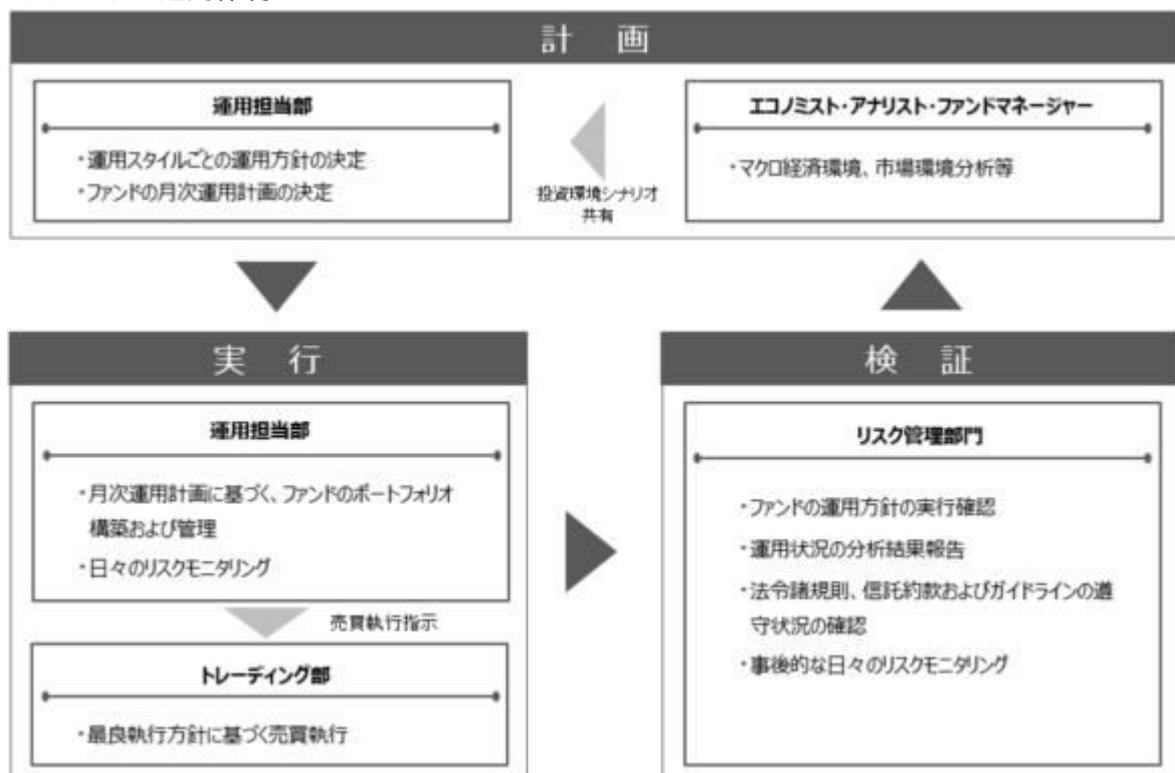 計 画
運用担当部
・運用スタイルごとの運用方針の決定
・ファンドの月次運用計画の決定
投資環境シナリオ
共有
エコノミスト・アナリスト・ファンドマネージャー
・マクロ経済環境、市場環境分析等
実 行
運用担当部
・月次運用計画に基づく、ファンドのポートフォリオ
構築および管理
・日々のリスクモニタリング
売買執行指示
トレーディング部
・最良執行方針に基づく売買執行
検 証
リスク管理部門
・ファンドの運用方針の実行確認
・運用状況の分析結果報告
・法令諸規則、信託約款およびガイドラインの遵
守状況の確認
・事後的な日々のリスクモニタリング